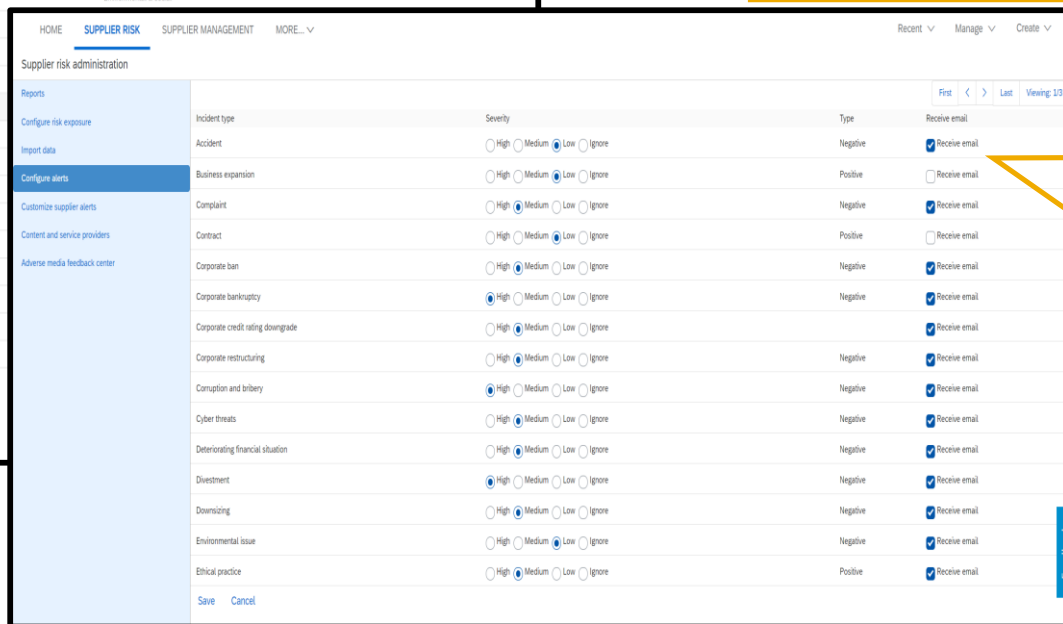 HOME SUPPLIER RISK SUPPLIER MANAGEMENT MORE... Recent Manage Create
Supplier risk administration
Reports
Configure risk exposure
Import data
Configure alerts
Customize supplier alerts
Content and service providers
Adverse media feedback center
First < > Last Viewing: 1/3
Incident type Severity Type Receive email
Accident High Medium Low Ignore Negative Receive email
Business expansion High Medium Low Ignore Positive Receive email
Complaint High Medium Low Ignore Negative Receive email
Contract High Medium Low Ignore Positive Receive email
Corporate ban High Medium Low Ignore Negative Receive email
Corporate bankruptcy High Medium Low Ignore Negative Receive email
Corporate credit rating downgrade High Medium Low Ignore Receive email
Corporate restructuring High Medium Low Ignore Negative Receive email
Corruption and bribery High Medium Low Ignore Negative Receive email
Cyber threats High Medium Low Ignore Negative Receive email
Deteriorating financial situation High Medium Low Ignore Negative Receive email
Divestment High Medium Low Ignore Negative Receive email
Downsizing High Medium Low Ignore Negative Receive email
Environmental issue High Medium Low Ignore Negative Receive email
Ethical practice High Medium Low Ignore Positive Receive email
Save Cancel